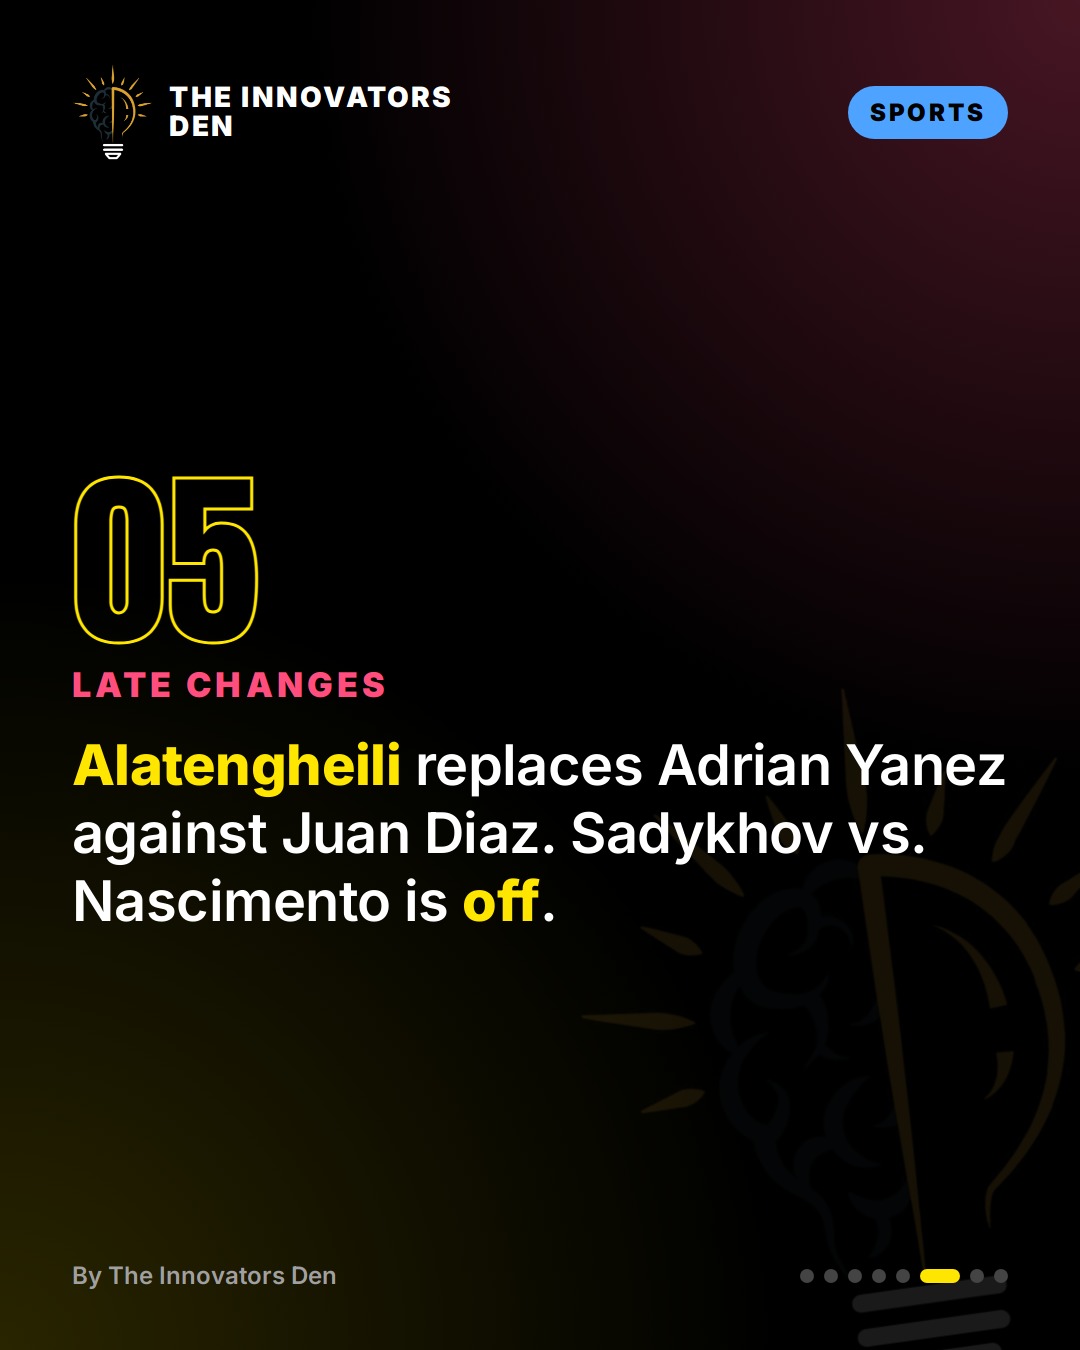 THE INNOVATORS
DEN
SPORTS
05
LATE CHANGES
Alatengheili replaces Adrian Yanez
against Juan Diaz. Sadykhov vs.
Nascimento is off.
By The Innovators Den